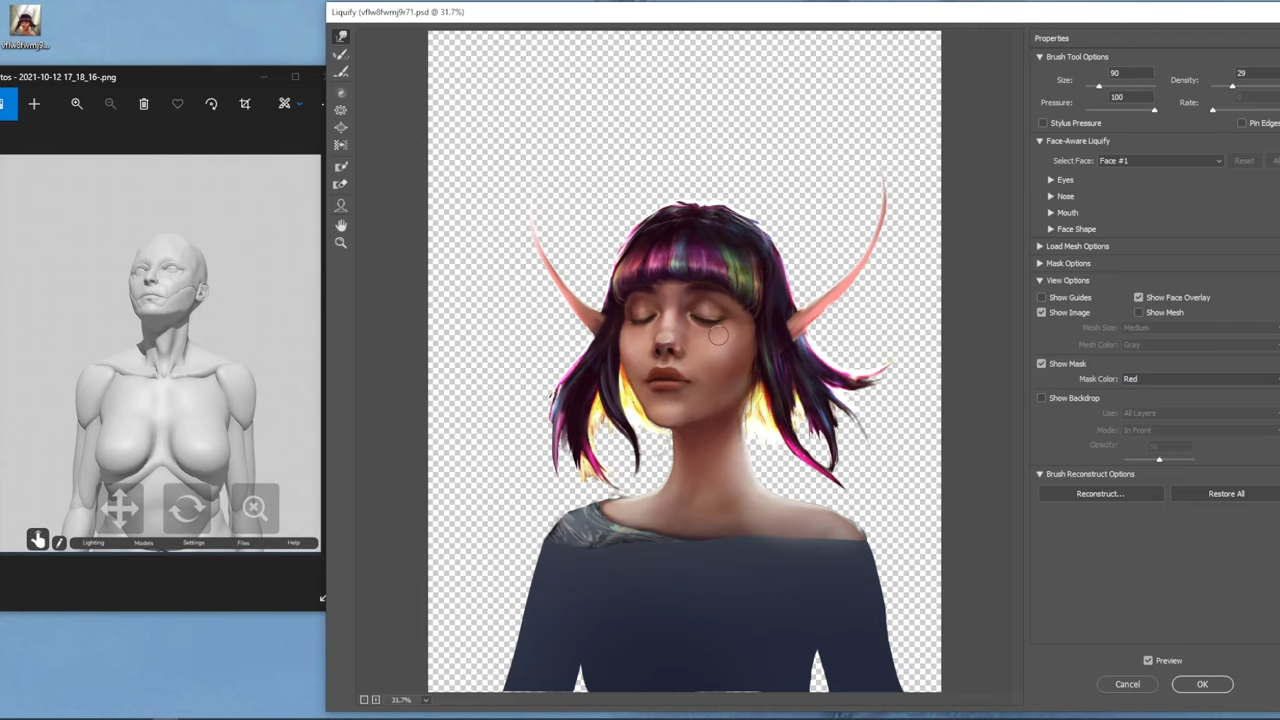 vflw8fwmj9...
tos - 2021-10-12 17_18_16-.png
Lighting
Models
Settings
Files
Help
Liquify (vflw8fwmj9r71.psd @ 31.7%)
Properties
Brush Tool Options
Size: 90
Density: 29
Pressure: 100
Rate: 0
Stylus Pressure
Pin Edges
Face-Aware Liquify
Select Face: Face #1
Reset
Al
Eyes
Nose
Mouth
Face Shape
Load Mesh Options
Mask Options
View Options
Show Guides
Show Face Overlay
Show Image
Show Mesh
Mesh Size: Medium
Mesh Color: Gray
Show Mask
Mask Color: Red
Show Backdrop
Use: All Layers
Mode: In Front
Opacity: 50
Brush Reconstruct Options
Reconstruct...
Restore All
Preview
Cancel
OK
31.7%